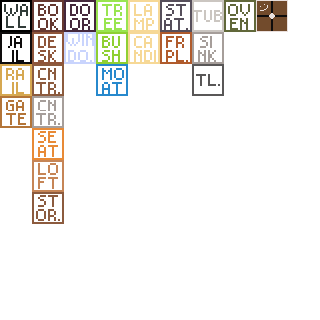 WA BO DO TR LA ST TUB OV
LL OK OR EE MP AT. EN
JA DE WIN BU CA FR SI
IL SK DO. SH NDL PL. NK
RA CN MO TL.
IL TR. AT
GA CN
TE TR.
SE
AT
LO
FT
ST
OR.